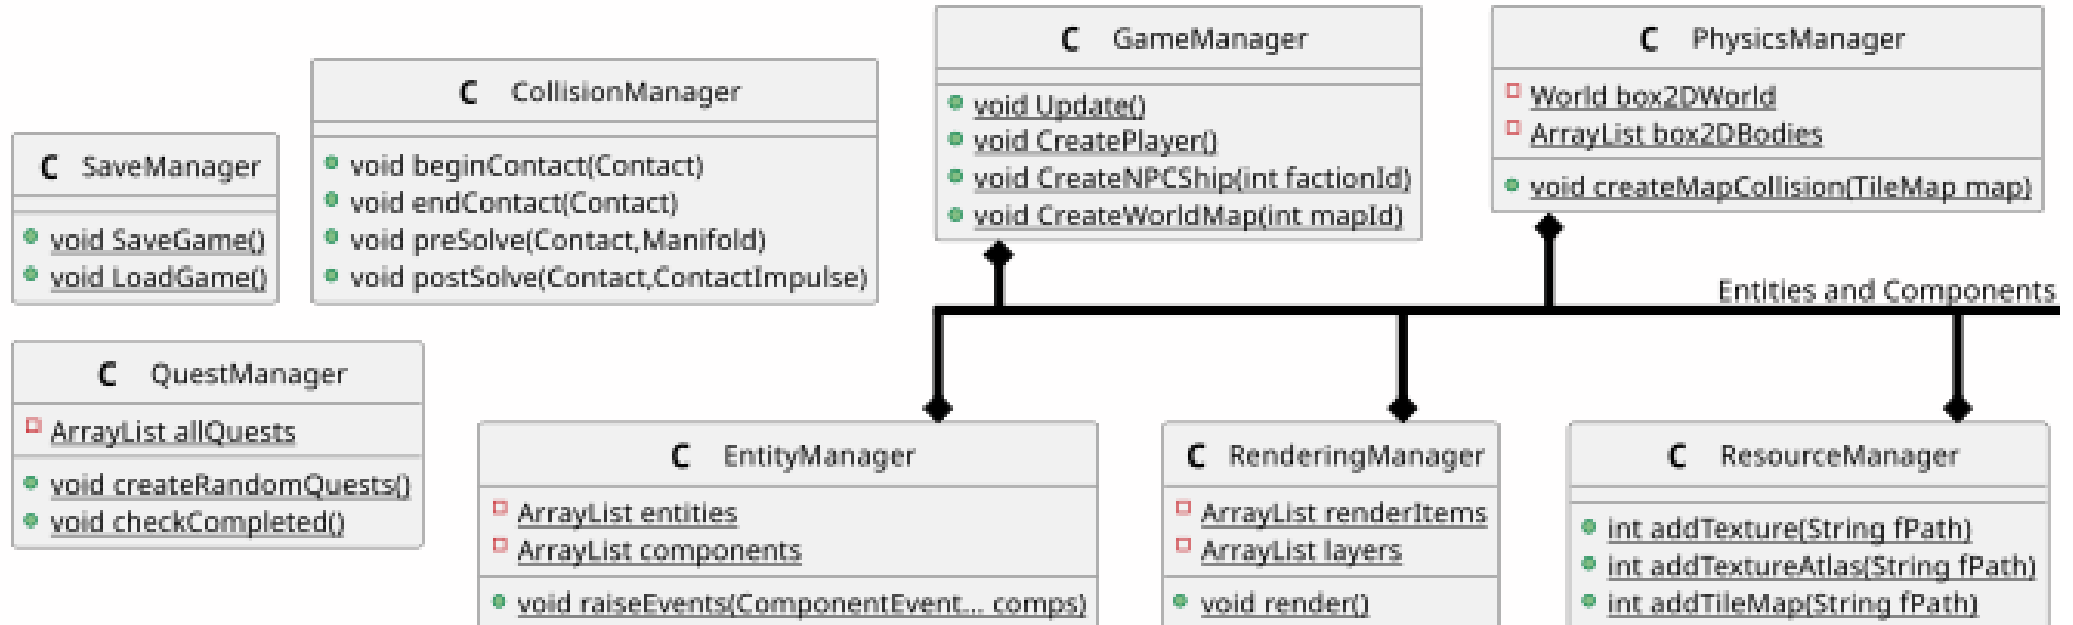 C SaveManager
void SaveGame()
void LoadGame()
C CollisionManager
void beginContact(Contact)
void endContact(Contact)
void preSolve(Contact,Manifold)
void postSolve(Contact,ContactImpulse)
C GameManager
void Update()
void CreatePlayer()
void CreateNPCShip(int factionId)
void CreateWorldMap(int mapId)
C PhysicsManager
World box2DWorld
ArrayList box2DBodies
void createMapCollision(TileMap map)
Entities and Components
C QuestManager
ArrayList allQuests
void createRandomQuests()
void checkCompleted()
C EntityManager
ArrayList entities
ArrayList components
void raiseEvents(ComponentEvent... comps)
C RenderingManager
ArrayList renderItems
ArrayList layers
void render()
C ResourceManager
int addTexture(String fPath)
int addTextureAtlas(String fPath)
int addTileMap(String fPath)